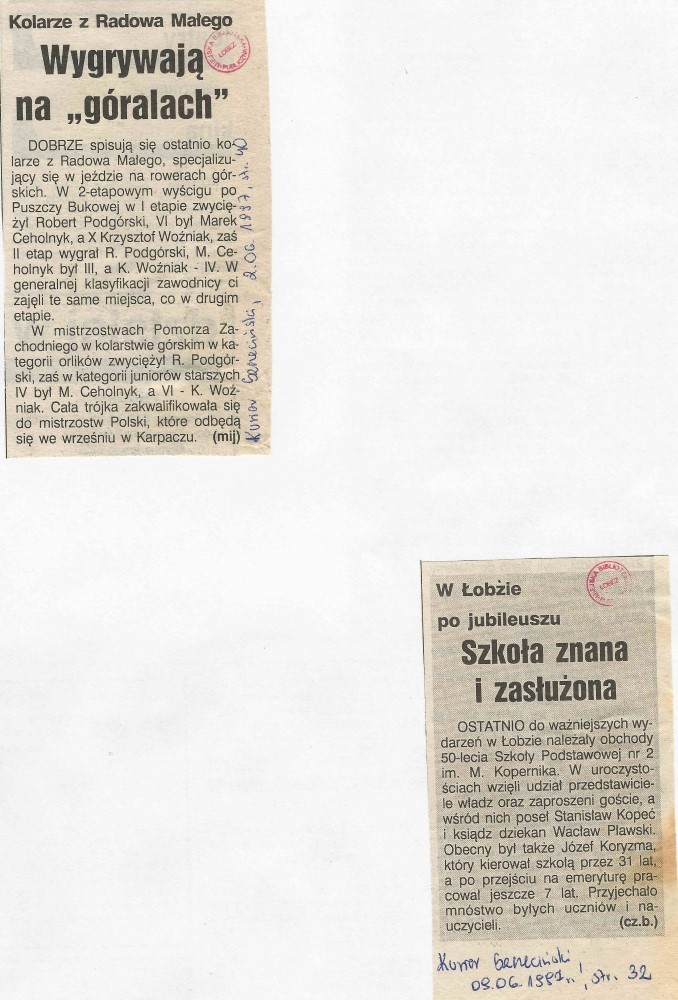 Kolarze z Radowa Małego
Wygrywają
na „góralach”
DOBRZE spisują się ostatnio ko-
larze z Radowa Małego, specjalizu-
jący się w jeździe na rowerach gór-
skich. W 2-etapowym wyścigu po
Puszczy Bukowej w I etapie zwycię-
żył Robert Podgórski, VI był Marek
Ceholnyk, a X Krzysztof Woźniak, zaś
II etap wygrał R. Podgórski, M. Ce-
holnyk był III, a K. Woźniak - IV. W
generalnej klasyfikacji zawodnicy ci
zajęli te same miejsca, co w drugim
etapie.
W mistrzostwach Pomorza Za-
chodniego w kolarstwie górskim w ka-
tegorii orlików zwyciężył R. Podgór-
ski, zaś w kategorii juniorów starszych
IV był M. Ceholnyk, a VI - K. Woź-
niak. Cała trójka zakwalifikowała się
do mistrzostw Polski, które odbędą
się we wrześniu w Karpaczu. (mij)
Kurier Szczeciński, 2.06.1997, str. 40
W Łobzie
po jubileuszu
Szkoła znana
i zasłużona
OSTATNIO do ważniejszych wy-
darzeń w Łobzie należały obchody
50-lecia Szkoły Podstawowej nr 2
im. M. Kopernika. W uroczysto-
ściach wzięli udział przedstawicie-
le władz oraz zaproszeni goście, a
wśród nich poseł Stanisław Kopeć
i ksiądz dziekan Wacław Pławski.
Obecny był także Józef Koryzma,
który kierował szkołą przez 31 lat,
a po przejściu na emeryturę pra-
cował jeszcze 7 lat. Przyjechało
mnóstwo byłych uczniów i na-
uczycieli. (cz.b.)
Kurier Szczeciński,
09.06.1997r., str. 32